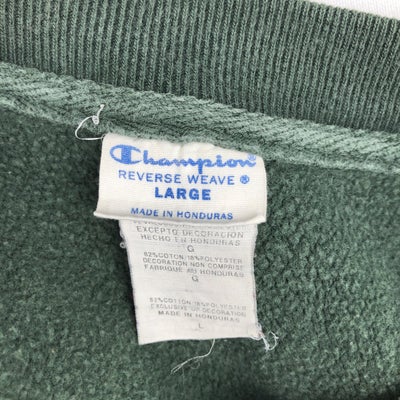 Champion
REVERSE WEAVE ®
LARGE
MADE IN HONDURAS
EXCEPTO DECORACION
HECHO EN HONDURAS
G
82%COTON 18%POLYESTER
DECORATION NON COMPRISE
FABRIQUÉ AU HONDURAS
G
82%COTTON 18%POLYESTER
EXCLUSIVE OF DECORATION
MADE IN HONDURAS
L